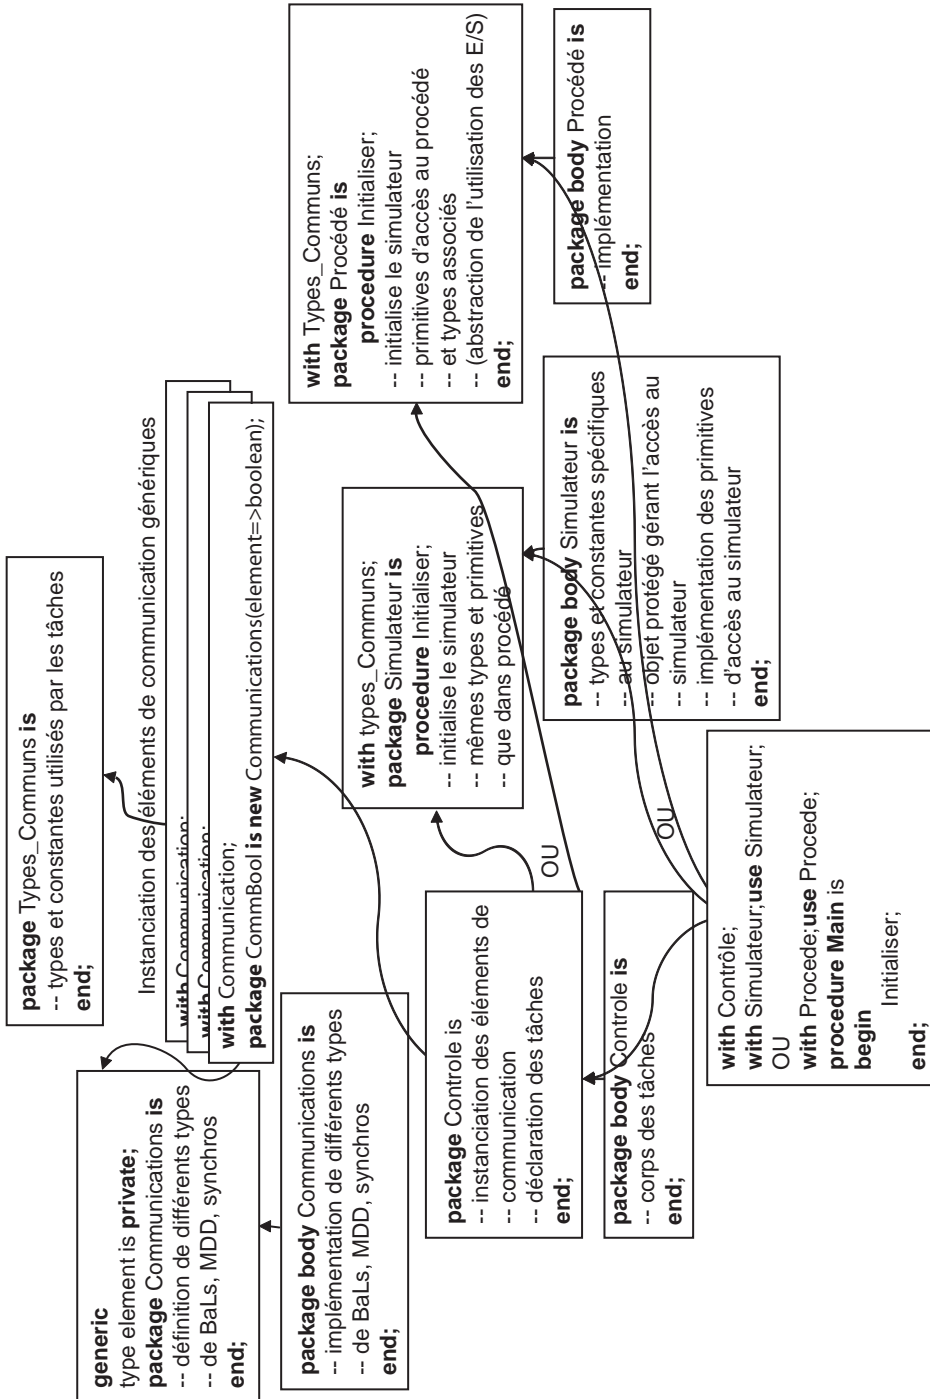 generic
type element is private;
package Communications is
-- définition de différents types
-- de BaLs, MDD, synchros
end;
package Types_Communs is
-- types et constantes utilisés par les tâches
end;
Instanciation des éléments de communication génériques
with Communication;
with Communication;
with Communication;
package CommBool is new Communications(element=>boolean);
package body Communications is
-- implémentation de différents types
-- de BaLs, MDD, synchros
end;
with types_Communs;
package Simulateur is
procedure Initialiser;
-- initialise le simulateur
-- mêmes types et primitives
-- que dans procédé
end;
with Types_Communs;
package Procédé is
procedure Initialiser;
-- initialise le simulateur
-- primitives d'accès au procédé
-- et types associés
-- (abstraction de l'utilisation des E/S)
end;
package Controle is
-- instanciation des éléments de
-- communication
-- déclaration des tâches
end;
OU
package body Simulateur is
-- types et constantes spécifiques
-- au simulateur
-- objet protégé gérant l'accès au
-- simulateur
-- implémentation des primitives
-- d'accès au simulateur
end;
package body Procédé is
-- implémentation
end;
package body Controle is
-- corps des tâches
end;
OU
with Contrôle;
with Simulateur;use Simulateur;
OU
with Procede;use Procede;
procedure Main is
begin
Initialiser;
end;